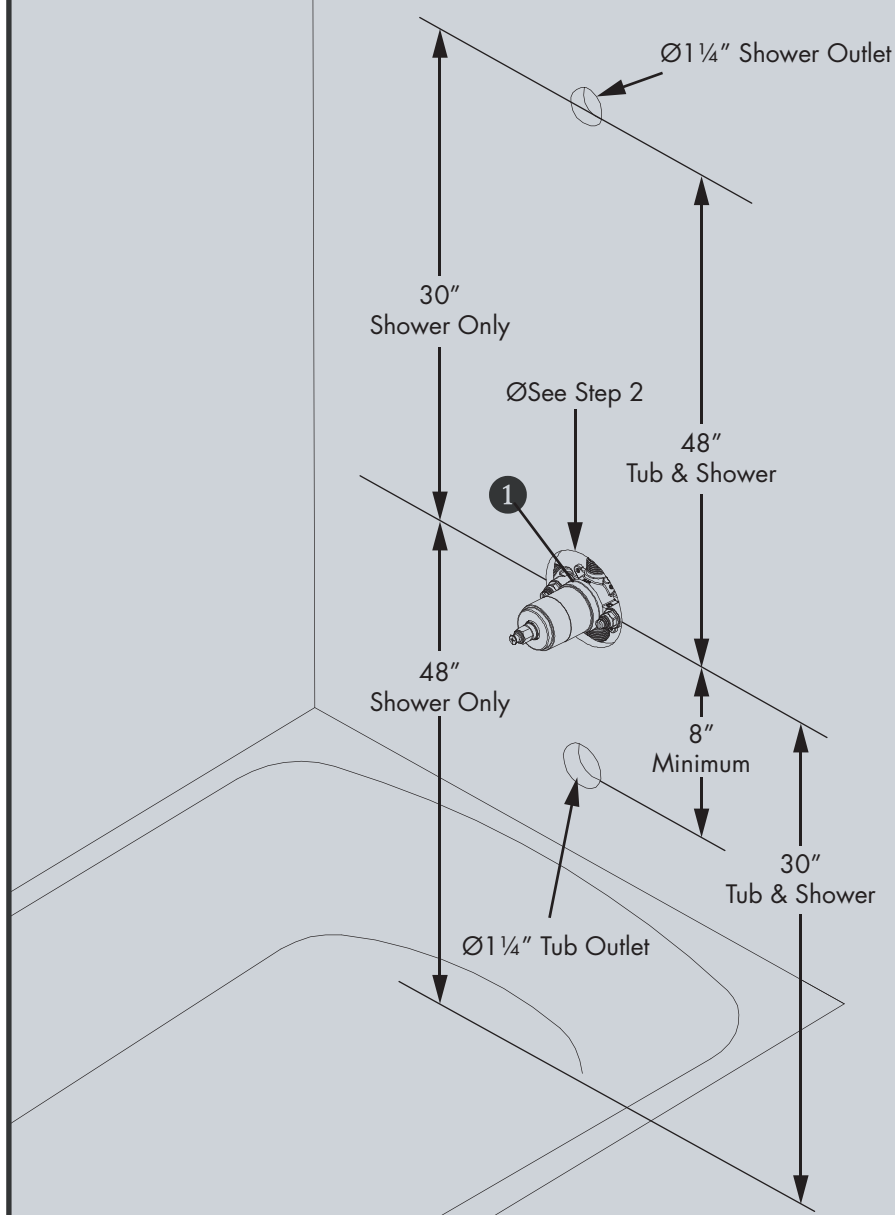 Ø1¼″ Shower Outlet
30″
Shower Only
ØSee Step 2
48″
Tub & Shower
1
48″
Shower Only
8″
Minimum
30″
Tub & Shower
Ø1¼″ Tub Outlet